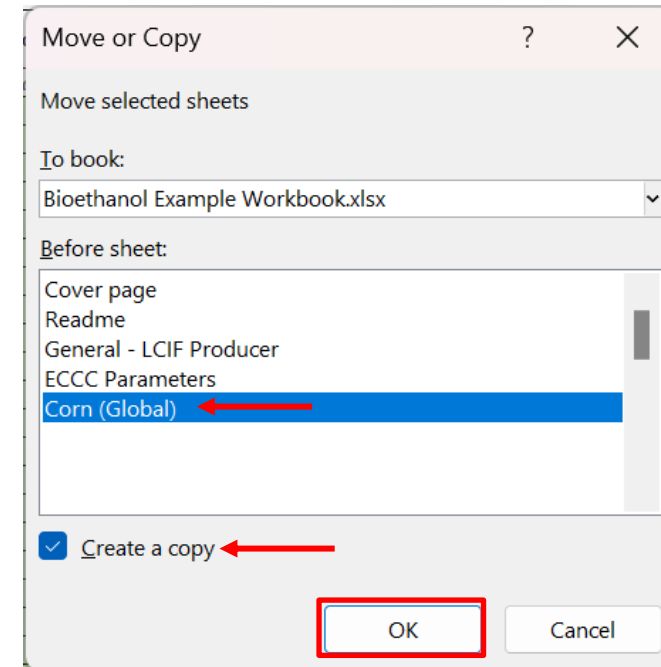 Move or Copy ?
Move selected sheets
To book:
Bioethanol Example Workbook.xlsx
Before sheet:
Cover page
Readme
General - LCIF Producer
ECCC Parameters
Corn (Global)
Create a copy
OK Cancel